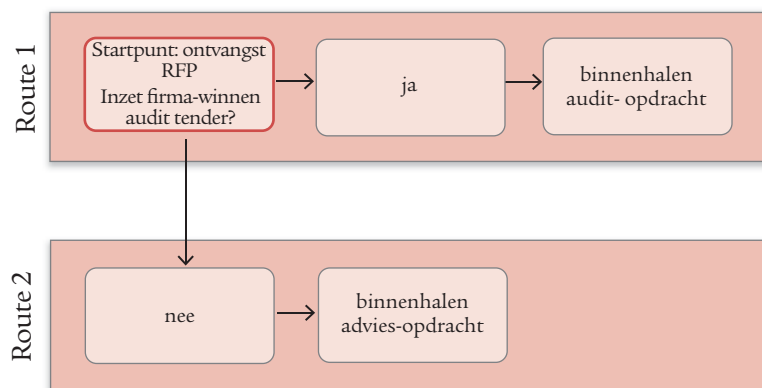 Route 1
Startpunt: ontvangst
RFP
Inzet firma-winnen
audit tender?
ja
binnenhalen
audit- opdracht
Route 2
nee
binnenhalen
advies-opdracht